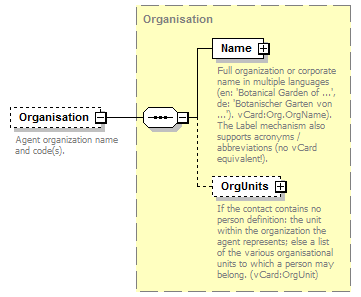 Organisation
Name
Full organization or corporate
name in multiple languages
(en: 'Botanical Garden of ...',
de: 'Botanischer Garten von
...'). vCard:Org.OrgName).
The Label mechanism also
supports acronyms /
abbreviations (no vCard
equivalent!).
Organisation
Agent organization name
and code(s).
OrgUnits
If the contact contains no
person definition: the unit
within the organization the
agent represents; else a list
of the various organisational
units to which a person may
belong. (vCard:OrgUnit)